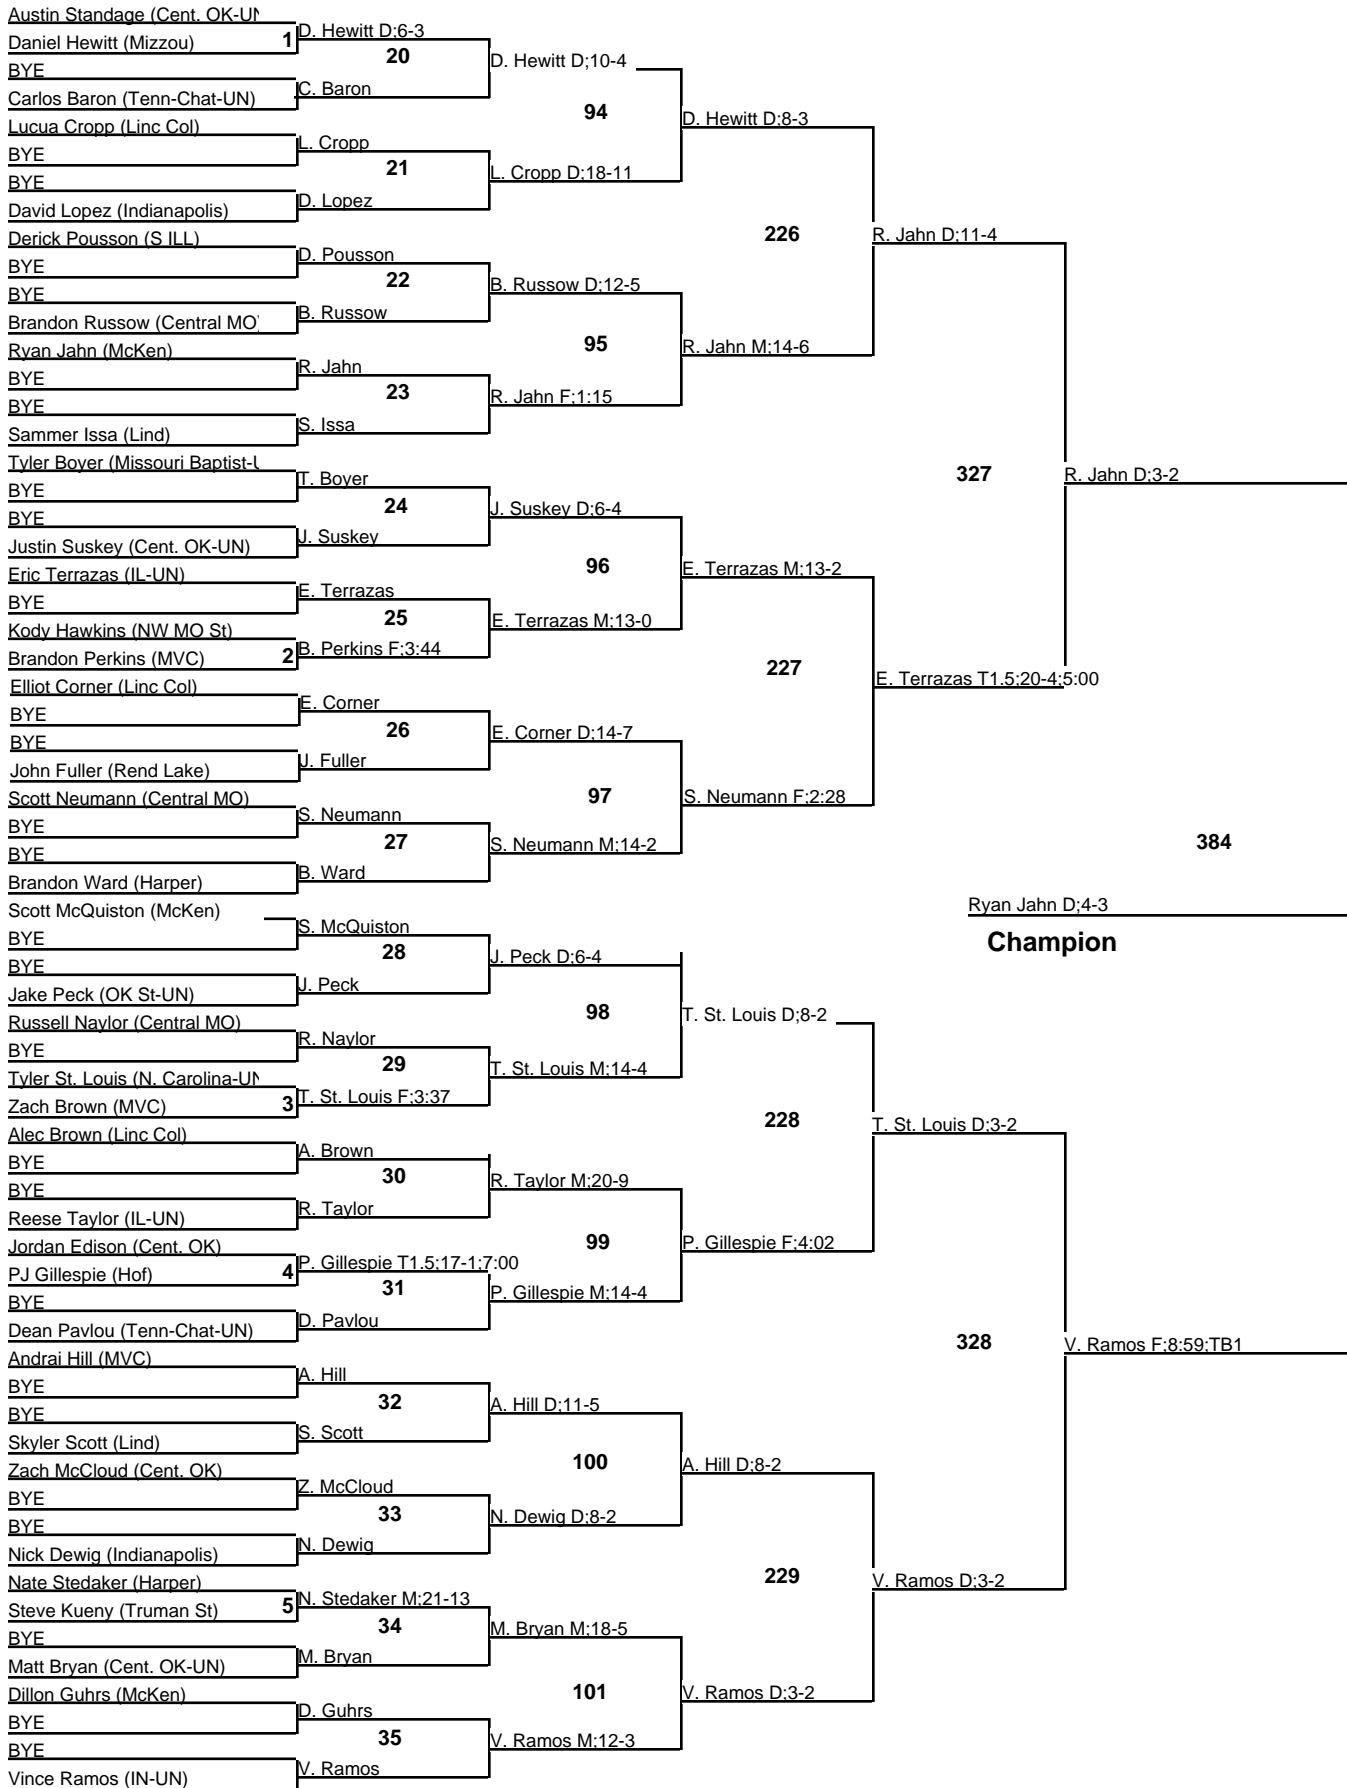 Austin Standage (Cent. OK-UN
Daniel Hewitt (Mizzou)
BYE
Carlos Baron (Tenn-Chat-UN)
Lucua Cropp (Linc Col)
BYE
BYE
David Lopez (Indianapolis)
Derick Pousson (S ILL)
BYE
BYE
Brandon Russow (Central MO)
Ryan Jahn (McKen)
BYE
BYE
Sammer Issa (Lind)
Tyler Boyer (Missouri Baptist-U
BYE
BYE
Justin Suskey (Cent. OK-UN)
Eric Terrazas (IL-UN)
BYE
Kody Hawkins (NW MO St)
Brandon Perkins (MVC)
Elliot Corner (Linc Col)
BYE
BYE
John Fuller (Rend Lake)
Scott Neumann (Central MO)
BYE
BYE
Brandon Ward (Harper)
Scott McQuiston (McKen)
BYE
BYE
Jake Peck (OK St-UN)
Russell Naylor (Central MO)
BYE
Tyler St. Louis (N. Carolina-UN
Zach Brown (MVC)
Alec Brown (Linc Col)
BYE
BYE
Reese Taylor (IL-UN)
Jordan Edison (Cent. OK)
PJ Gillespie (Hof)
BYE
Dean Pavlou (Tenn-Chat-UN)
Andrai Hill (MVC)
BYE
BYE
Skyler Scott (Lind)
Zach McCloud (Cent. OK)
BYE
BYE
Nick Dewig (Indianapolis)
Nate Stedaker (Harper)
Steve Kueny (Truman St)
BYE
Matt Bryan (Cent. OK-UN)
Dillon Guhrs (McKen)
BYE
BYE
Vince Ramos (IN-UN)
1
D. Hewitt D;6-3
20
C. Baron
L. Cropp
21
D. Lopez
D. Pousson
22
B. Russow
R. Jahn
23
S. Issa
T. Boyer
24
J. Suskey
E. Terrazas
25
2
B. Perkins F;3:44
E. Corner
26
J. Fuller
S. Neumann
27
B. Ward
S. McQuiston
28
J. Peck
R. Naylor
29
3
T. St. Louis F;3:37
A. Brown
30
R. Taylor
4
P. Gillespie T1.5;17-1;7:00
31
D. Pavlou
A. Hill
32
S. Scott
Z. McCloud
33
N. Dewig
5
N. Stedaker M;21-13
34
M. Bryan
D. Guhrs
35
V. Ramos
D. Hewitt D;10-4
94
L. Cropp D;18-11
B. Russow D;12-5
95
R. Jahn F;1:15
J. Suskey D;6-4
96
E. Terrazas M;13-0
E. Corner D;14-7
97
S. Neumann M;14-2
J. Peck D;6-4
98
T. St. Louis M;14-4
R. Taylor M;20-9
99
P. Gillespie M;14-4
A. Hill D;11-5
100
N. Dewig D;8-2
M. Bryan M;18-5
101
V. Ramos M;12-3
D. Hewitt D;8-3
226
R. Jahn M;14-6
E. Terrazas M;13-2
227
S. Neumann F;2:28
T. St. Louis D;8-2
228
P. Gillespie F;4:02
A. Hill D;8-2
229
V. Ramos D;3-2
R. Jahn D;11-4
327
E. Terrazas T1.5;20-4;5:00
T. St. Louis D;3-2
328
V. Ramos D;3-2
R. Jahn D;3-2
384
V. Ramos F;8:59;TB1
Ryan Jahn D;4-3
Champion